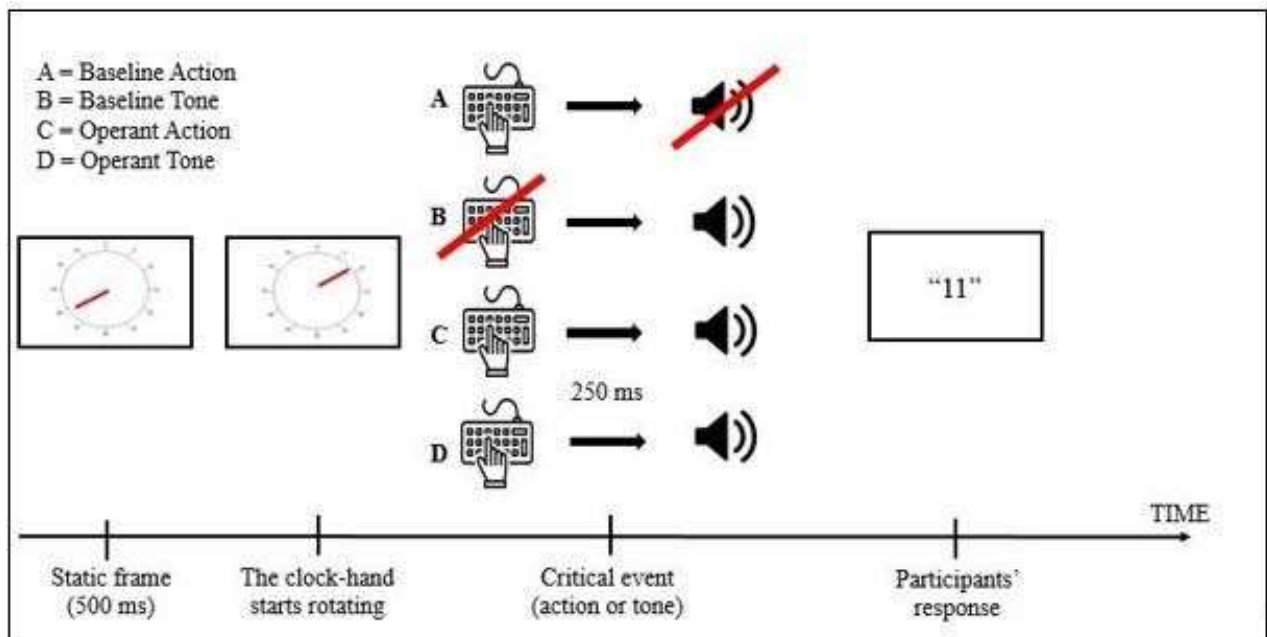 A = Baseline Action
B = Baseline Tone
C = Operant Action
D = Operant Tone
A
B
C
250 ms
D
“11”
TIME
Static frame
(500 ms)
The clock-hand
starts rotating
Critical event
(action or tone)
Participants’
response